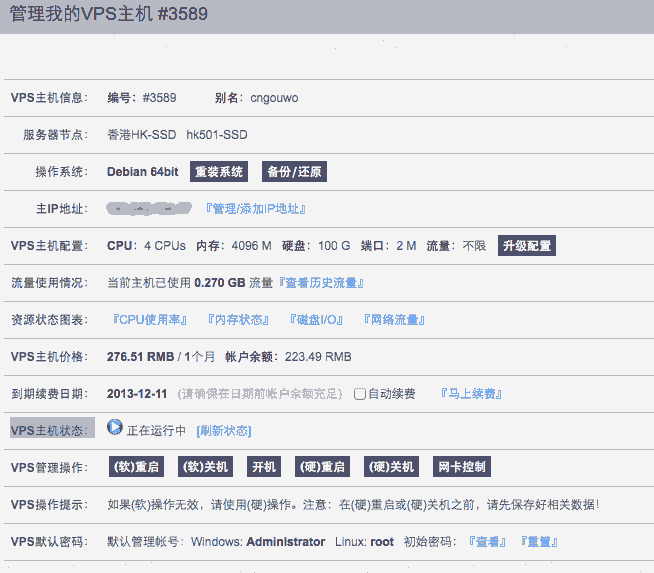 管理我的VPS主机 #3589
VPS主机信息： 编号：#3589 别名：cngouwo
服务器节点： 香港HK-SSD hk501-SSD
操作系统： Debian 64bit 重装系统 备份/还原
主IP地址： 『管理/添加IP地址』
VPS主机配置： CPU：4 CPUs 内存：4096 M 硬盘：100 G 端口：2 M 流量：不限 升级配置
流量使用情况： 当前主机已使用 0.270 GB 流量『查看历史流量』
资源状态图表： 『CPU使用率』 『内存状态』 『磁盘I/O』 『网络流量』
VPS主机价格： 276.51 RMB / 1个月 帐户余额：223.49 RMB
到期续费日期： 2013-12-11 (请确保在日期前帐户余额充足) 自动续费 『马上续费』
VPS主机状态： 正在运行中 [刷新状态]
VPS管理操作： (软)重启 (软)关机 开机 (硬)重启 (硬)关机 网卡控制
VPS操作提示： 如果(软)操作无效，请使用(硬)操作。注意：在(硬)重启或(硬)关机之前，请先保存好相关数据！
VPS默认密码： 默认管理帐号：Windows: Administrator Linux: root 初始密码：『查看』 『重置』